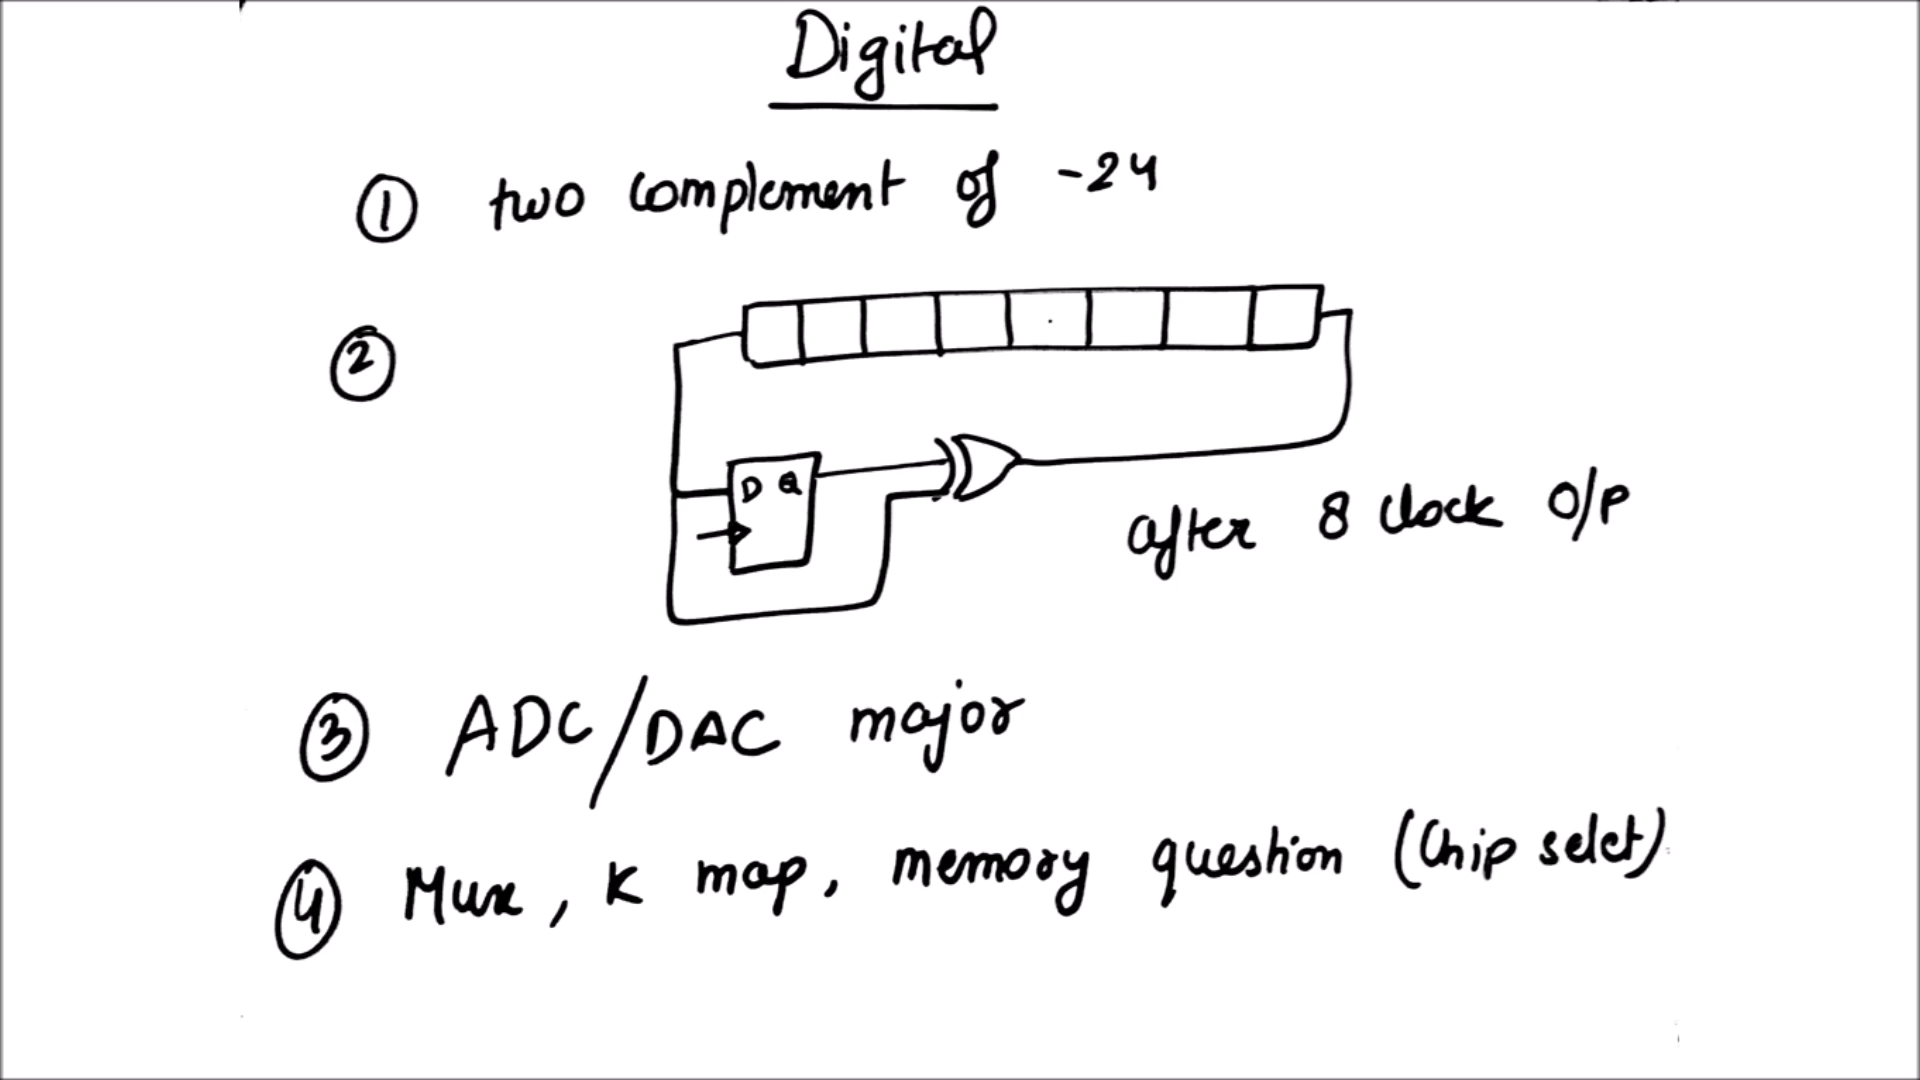 Digital
① two complement of -24
②
D Q
after 8 clock O/P
③ ADC/DAC major
④ Mux, K map, memory question (Chip selct)